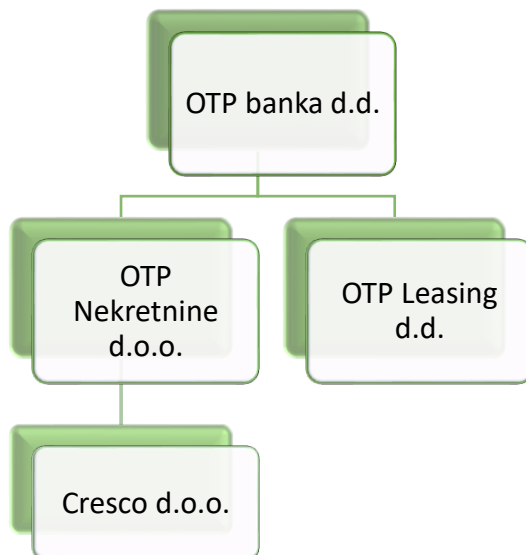 OTP banka d.d.
OTP
Nekretnine
d.o.o.
OTP Leasing
d.d.
Cresco d.o.o.